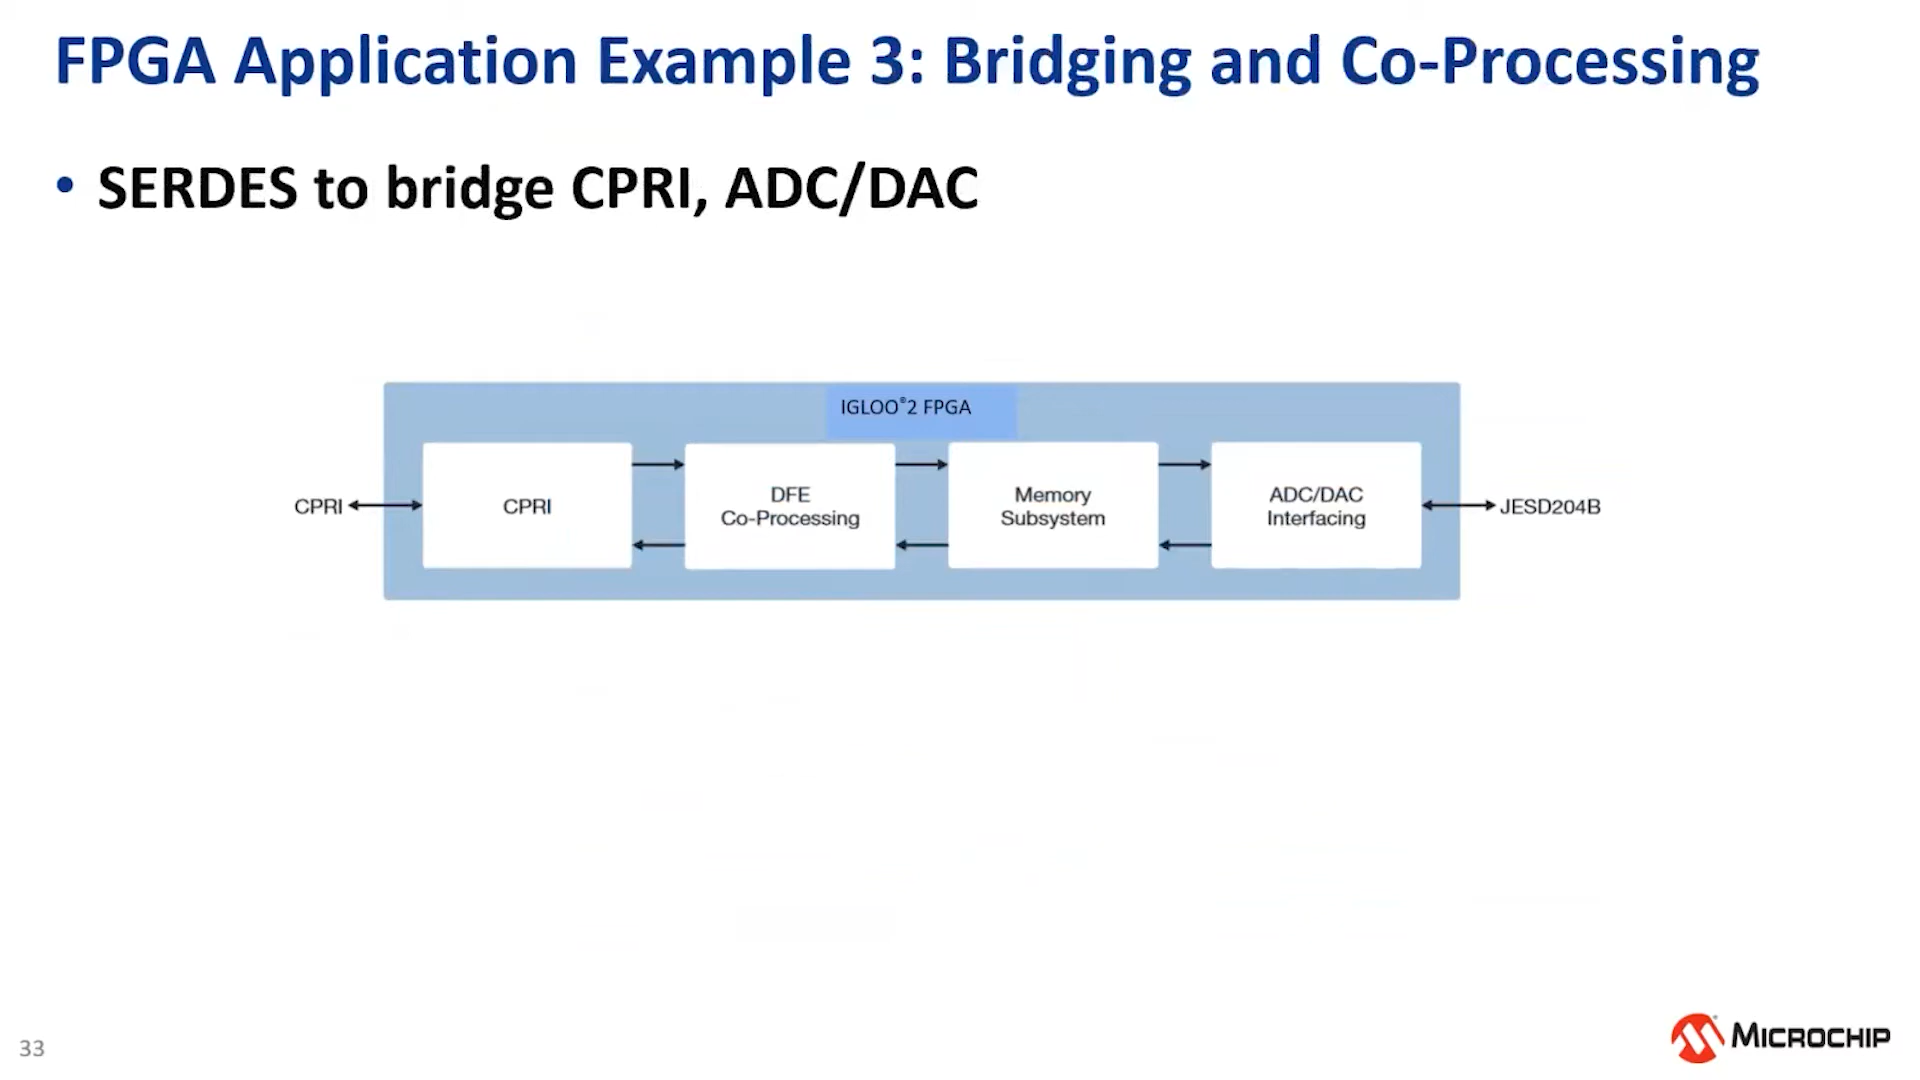 FPGA Application Example 3: Bridging and Co-Processing
• SERDES to bridge CPRI, ADC/DAC
IGLOO®2 FPGA
CPRI
CPRI
DFE
Co-Processing
Memory
Subsystem
ADC/DAC
Interfacing
JESD204B
33
MICROCHIP